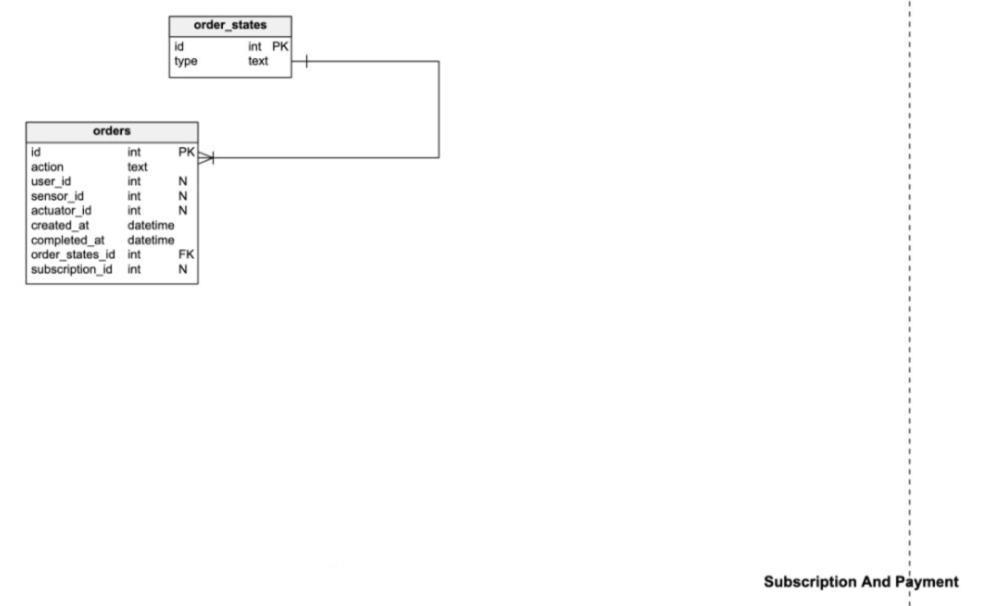 order_states
id int PK
type text
orders
id int PK
action text
user_id int N
sensor_id int N
actuator_id int N
created_at datetime
completed_at datetime
order_states_id int FK
subscription_id int N
Subscription And Payment